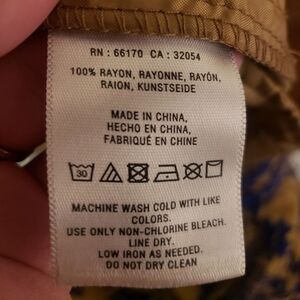 RN : 66170 CA : 32054
100% RAYON, RAYONNE, RAYÓN,
RAION, KUNSTSEIDE
MADE IN CHINA,
HECHO EN CHINA,
FABRIQUÉ EN CHINE
30
MACHINE WASH COLD WITH LIKE
COLORS.
USE ONLY NON-CHLORINE BLEACH.
LINE DRY.
LOW IRON AS NEEDED.
DO NOT DRY CLEAN